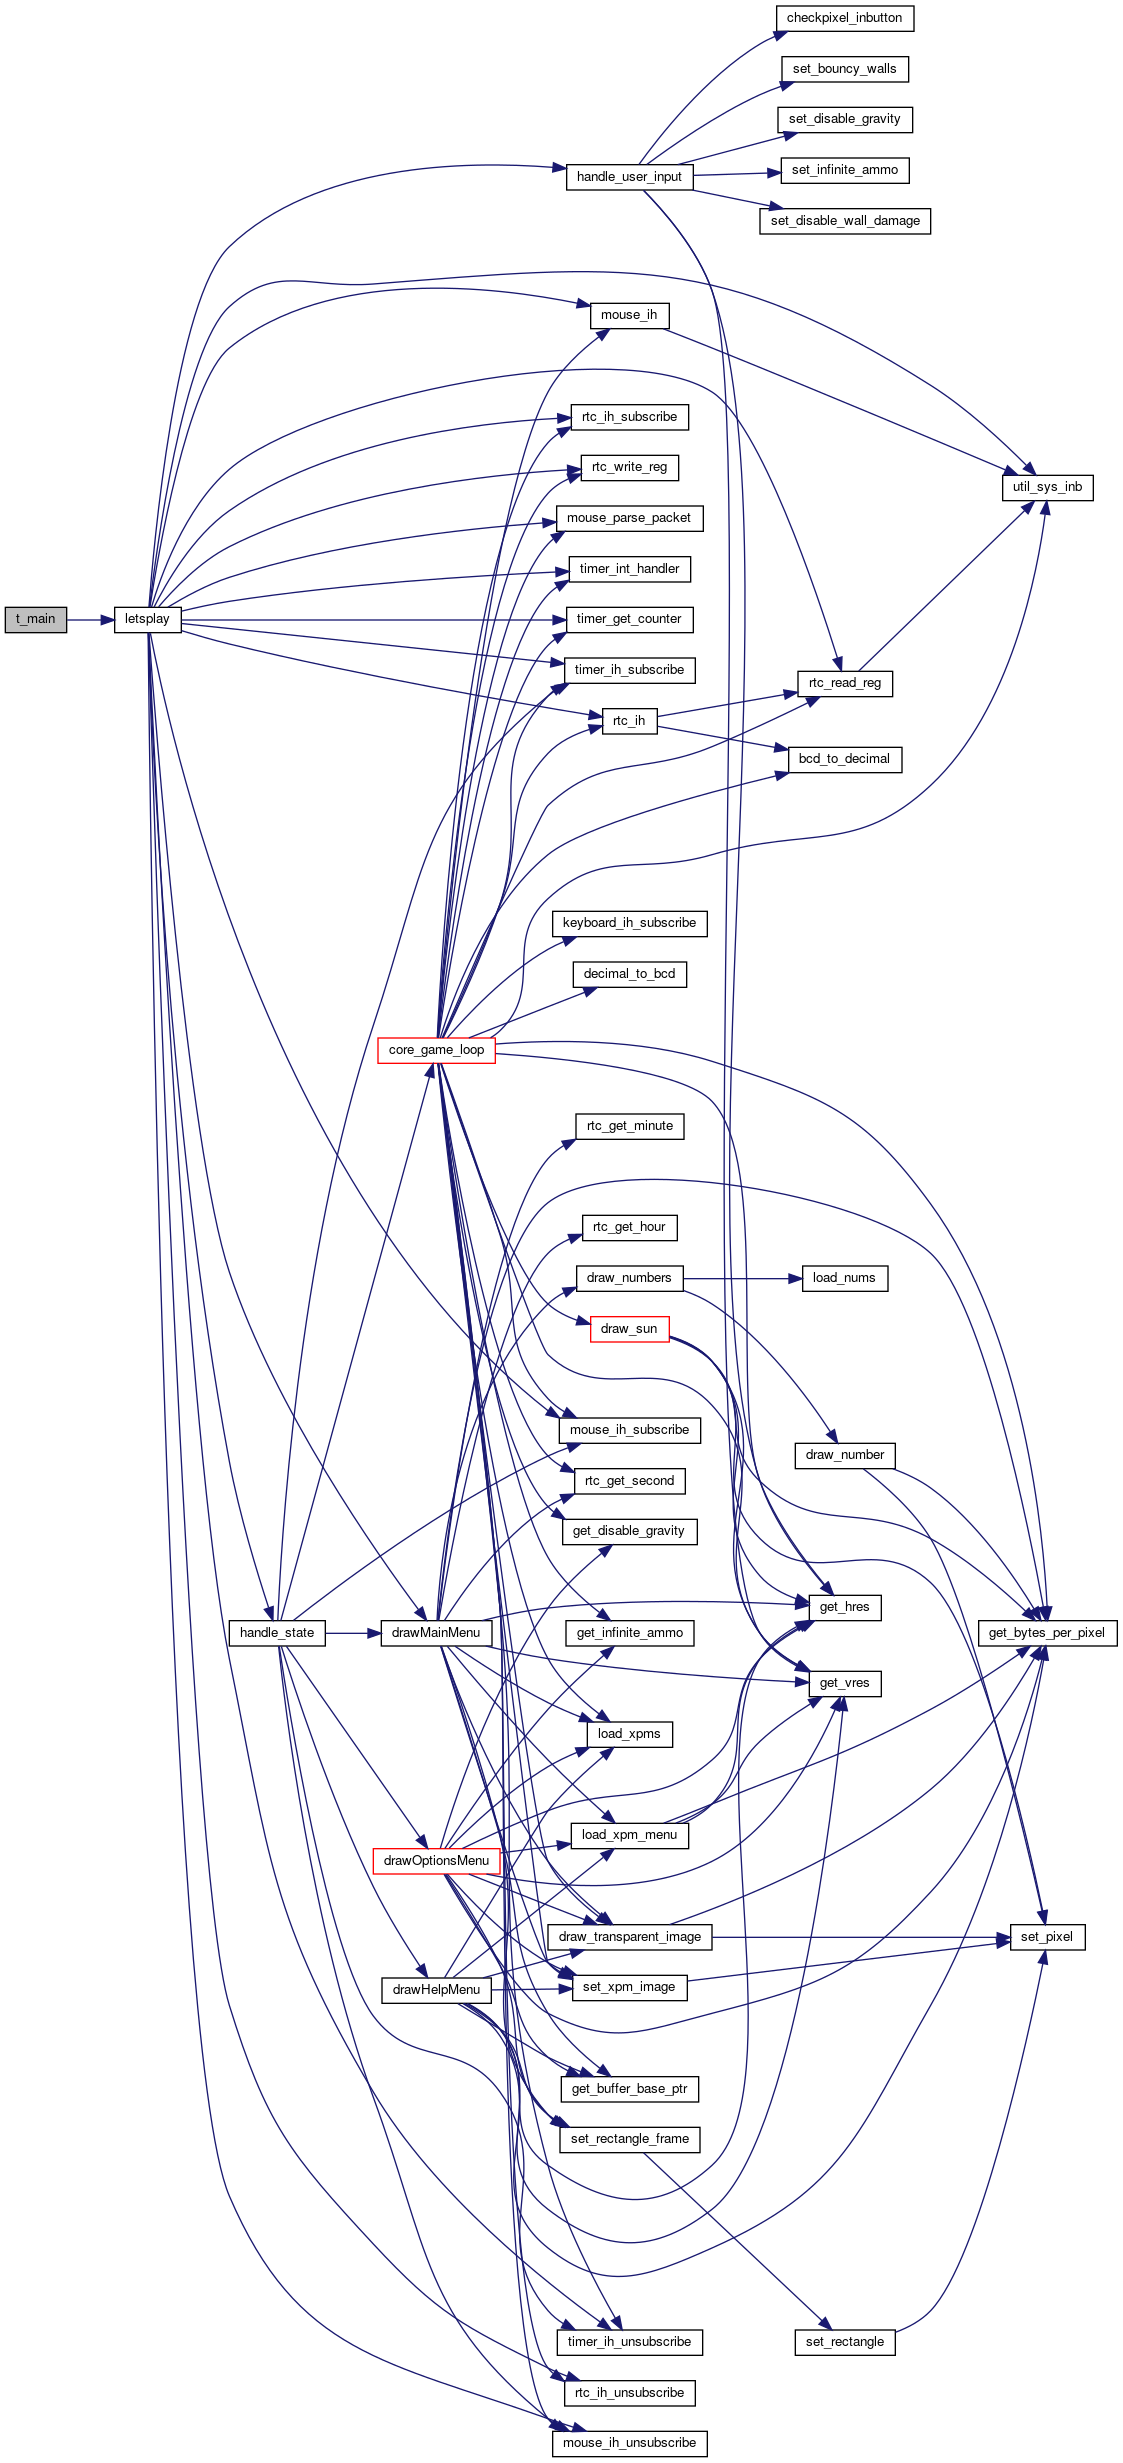 checkpixel_inbutton
set_bouncy_walls
set_disable_gravity
handle_user_input
set_infinite_ammo
set_disable_wall_damage
mouse_ih
rtc_ih_subscribe
rtc_write_reg
util_sys_inb
mouse_parse_packet
timer_int_handler
t_main
letsplay
timer_get_counter
timer_ih_subscribe
rtc_read_reg
rtc_ih
bcd_to_decimal
keyboard_ih_subscribe
decimal_to_bcd
core_game_loop
rtc_get_minute
rtc_get_hour
draw_numbers
load_nums
draw_sun
mouse_ih_subscribe
draw_number
rtc_get_second
get_disable_gravity
get_hres
handle_state
drawMainMenu
get_infinite_ammo
get_bytes_per_pixel
get_vres
load_xpms
load_xpm_menu
drawOptionsMenu
draw_transparent_image
set_pixel
drawHelpMenu
set_xpm_image
get_buffer_base_ptr
set_rectangle_frame
timer_ih_unsubscribe
set_rectangle
rtc_ih_unsubscribe
mouse_ih_unsubscribe